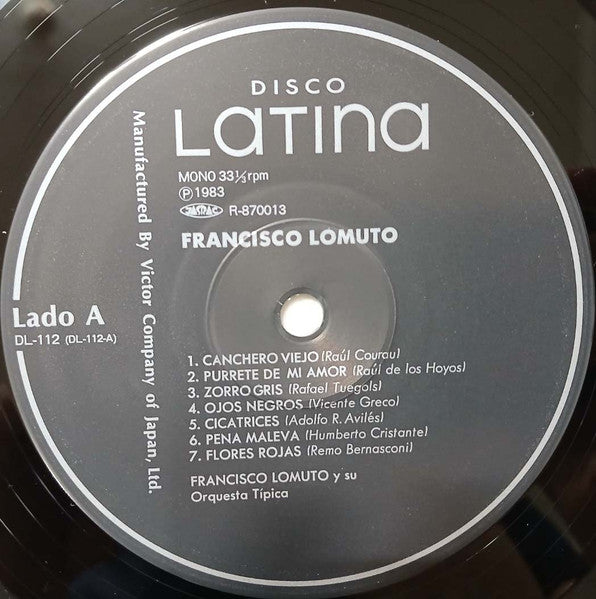 DISCO
LaTina
MONO 33⅓rpm
Ⓟ1983
JASRAC R-870013
FRANCISCO LOMUTO
Lado A
DL-112 (DL-112-A)
1. CANCHERO VIEJO (Raúl Courau)
2. PURRETE DE MI AMOR (Raúl de los Hoyos)
3. ZORRO GRIS (Rafael Tuegols)
4. OJOS NEGROS (Vicente Greco)
5. CICATRICES (Adolfo R. Avilés)
6. PENA MALEVA (Humberto Cristante)
7. FLORES ROJAS (Remo Bernasconi)
FRANCISCO LOMUTO y su
Orquesta Típica
Manufactured By Victor Company of Japan, Ltd.